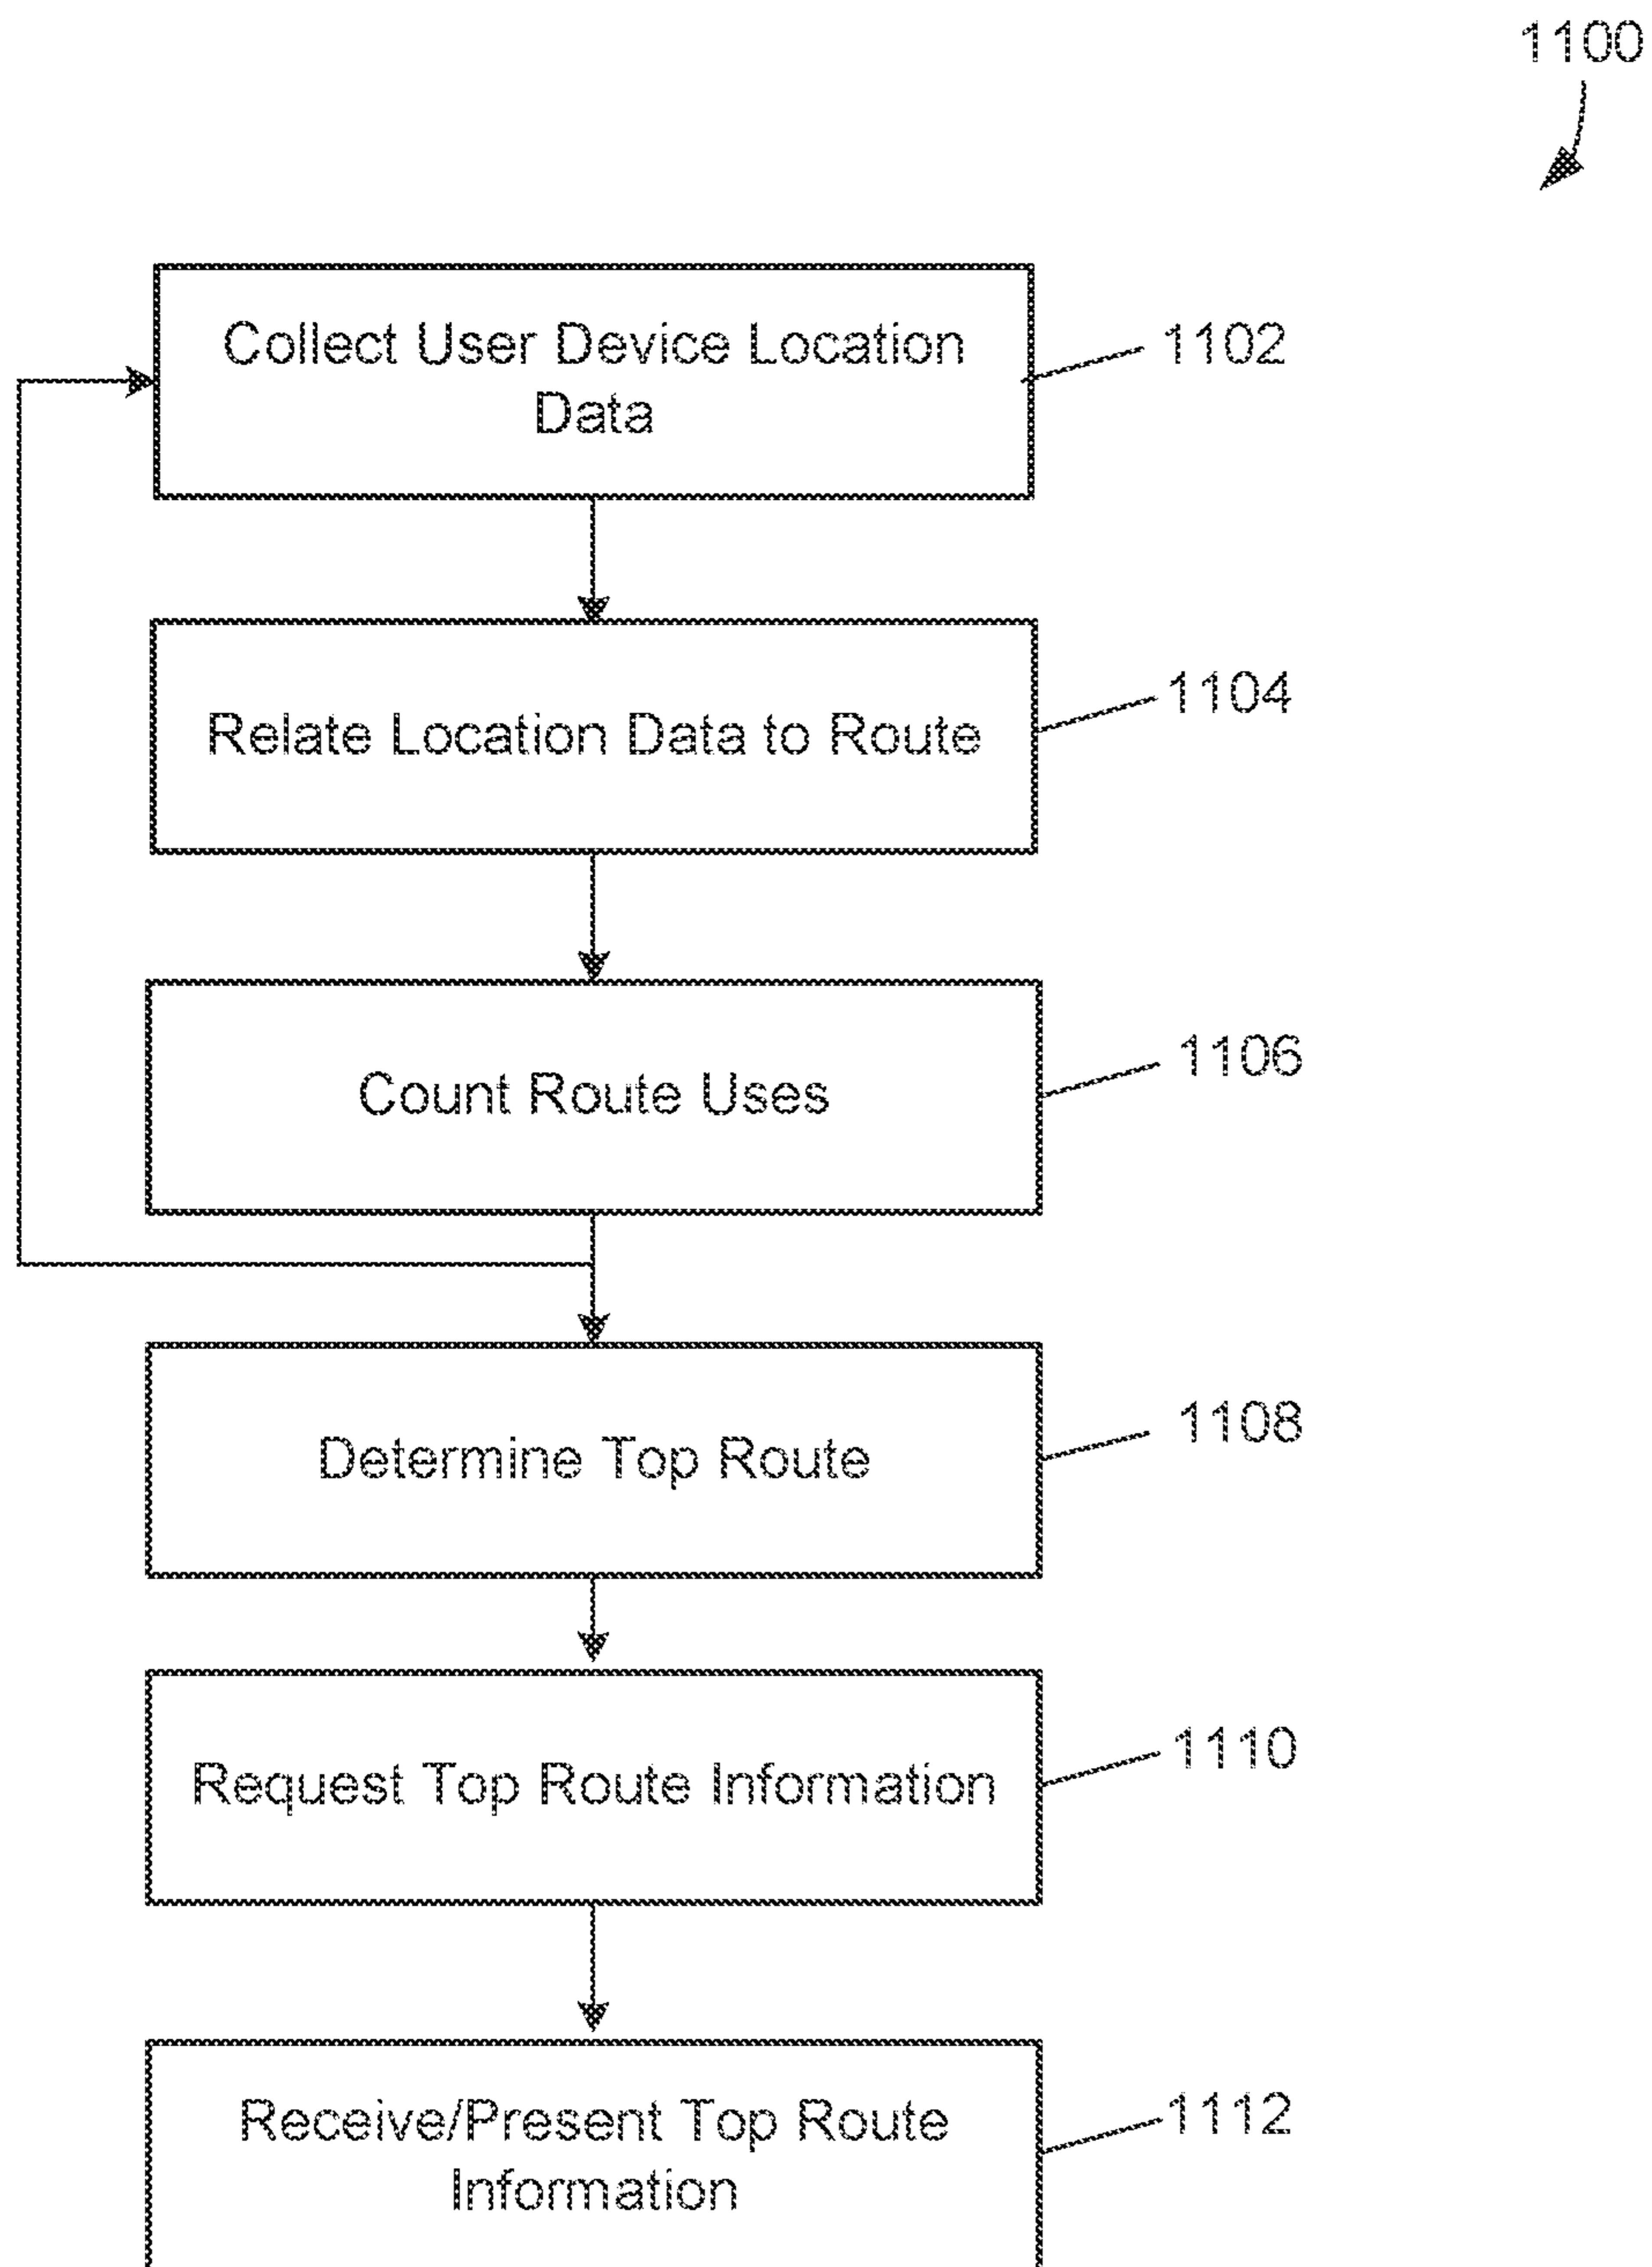 1100
Collect User Device Location
Data
1102
Relate Location Data to Route
1104
Count Route Uses
1106
Determine Top Route
1108
Request Top Route Information
1110
Receive/Present Top Route
Information
1112